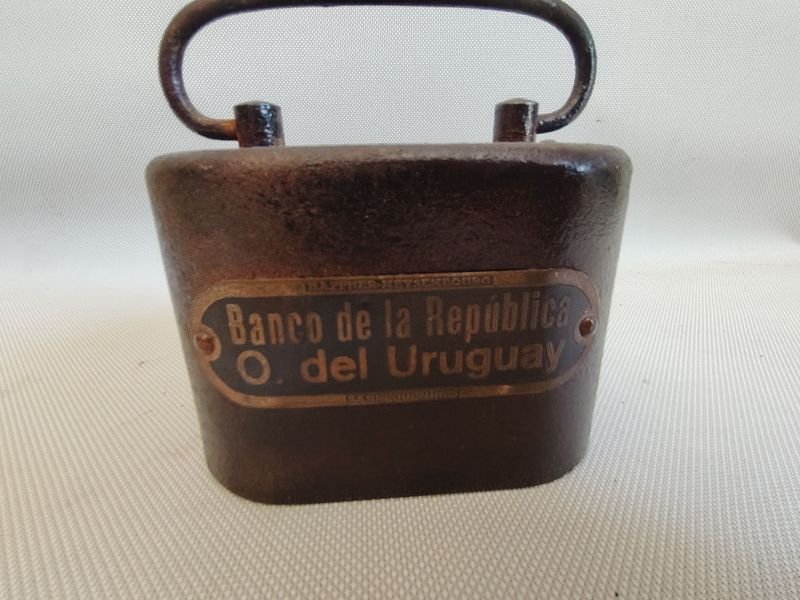 Banco de la República
O. del Uruguay